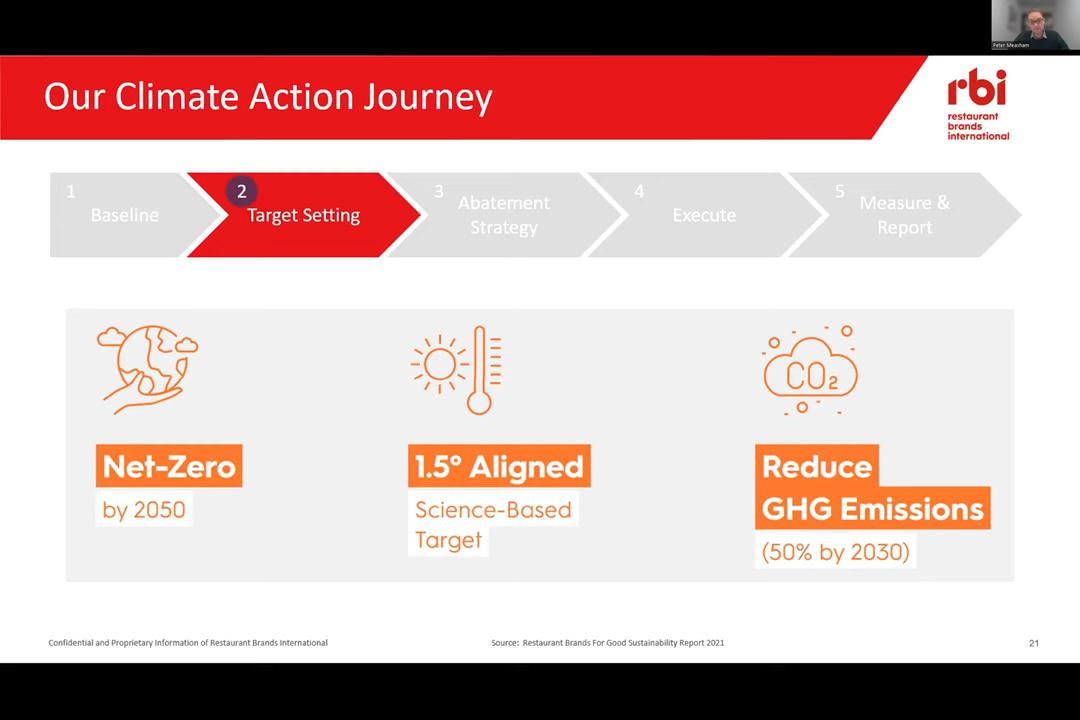 Peter Measham
Our Climate Action Journey
rbi
restaurant
brands
international
1
Baseline
2
Target Setting
3
Abatement
Strategy
4
Execute
5
Measure &
Report
CO₂
Net-Zero
by 2050
1.5° Aligned
Science-Based
Target
Reduce
GHG Emissions
(50% by 2030)
Confidential and Proprietary Information of Restaurant Brands International
Source: Restaurant Brands For Good Sustainability Report 2021
21